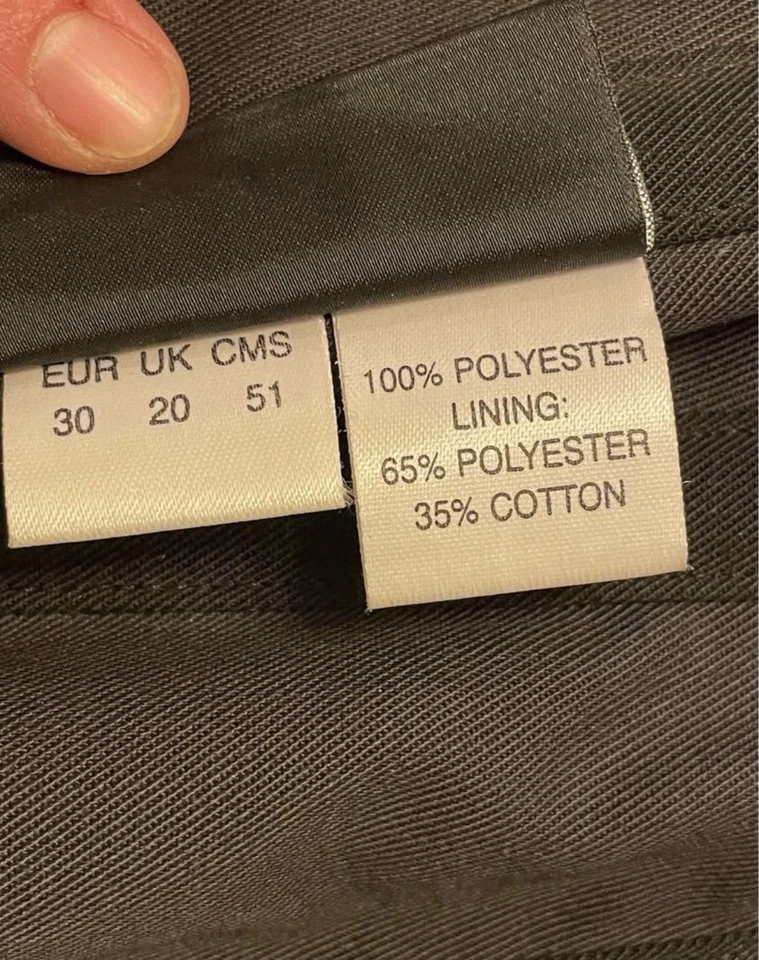 EUR UK CMS
30 20 51
100% POLYESTER
LINING:
65% POLYESTER
35% COTTON